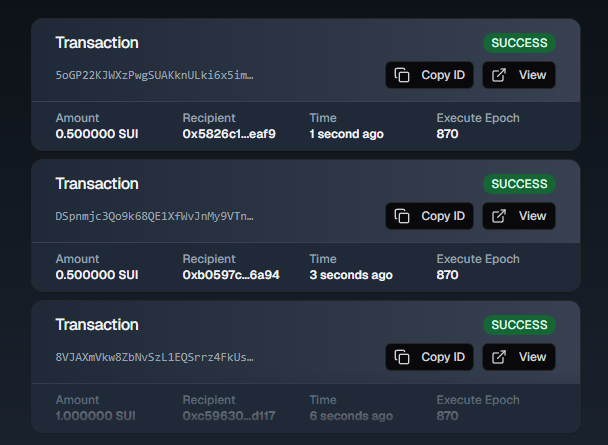 Transaction SUCCESS
5oGP22KJWXzPwgSUAKknULki6x5im… Copy ID View
Amount Recipient Time Execute Epoch
0.500000 SUI 0x5826c1...eaf9 1 second ago 870
Transaction SUCCESS
DSpnmjc3Qo9k68QE1XfWvJnMy9VTn… Copy ID View
Amount Recipient Time Execute Epoch
0.500000 SUI 0xb0597c...6a94 3 seconds ago 870
Transaction SUCCESS
8VJAXmVkw8ZbNvSzL1EQSrrz4FkUs… Copy ID View
Amount Recipient Time Execute Epoch
1.000000 SUI 0xc59630...d117 6 seconds ago 870